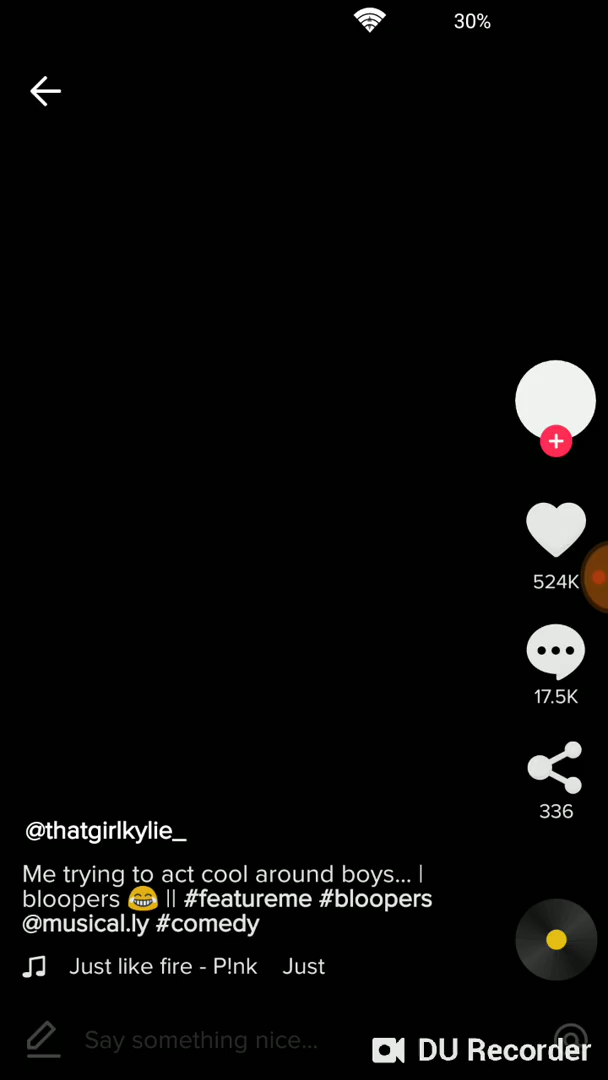 30%
524K
17.5K
336
@thatgirlkylie_
Me trying to act cool around boys... |
bloopers 😂 || #featureme #bloopers
@musical.ly #comedy
Just like fire - P!nk Just
Say something nice...
DU Recorder